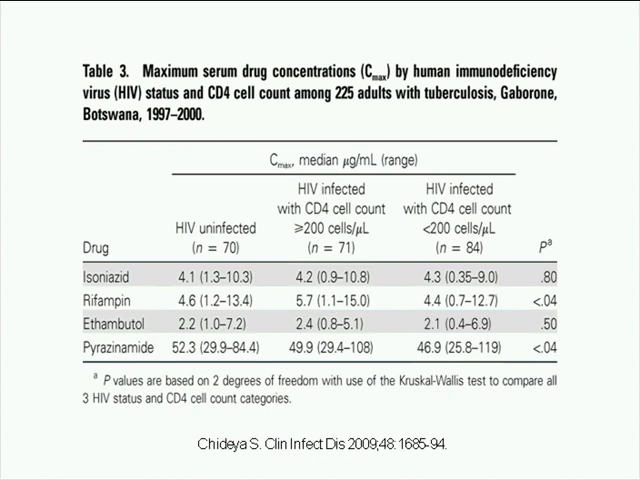 Table 3. Maximum serum drug concentrations (Cmax) by human immunodeficiency
virus (HIV) status and CD4 cell count among 225 adults with tuberculosis, Gaborone,
Botswana, 1997–2000.
Cmax, median μg/mL (range)
Drug HIV uninfected (n = 70) HIV infected with CD4 cell count ⩾200 cells/μL (n = 71) HIV infected with CD4 cell count <200 cells/μL (n = 84) Pa
Isoniazid 4.1 (1.3–10.3) 4.2 (0.9–10.8) 4.3 (0.35–9.0) .80
Rifampin 4.6 (1.2–13.4) 5.7 (1.1–15.0) 4.4 (0.7–12.7) <.04
Ethambutol 2.2 (1.0–7.2) 2.4 (0.8–5.1) 2.1 (0.4–6.9) .50
Pyrazinamide 52.3 (29.9–84.4) 49.9 (29.4–108) 46.9 (25.8–119) <.04
a P values are based on 2 degrees of freedom with use of the Kruskal-Wallis test to compare all
3 HIV status and CD4 cell count categories.
Chideya S. Clin Infect Dis 2009;48:1685-94.